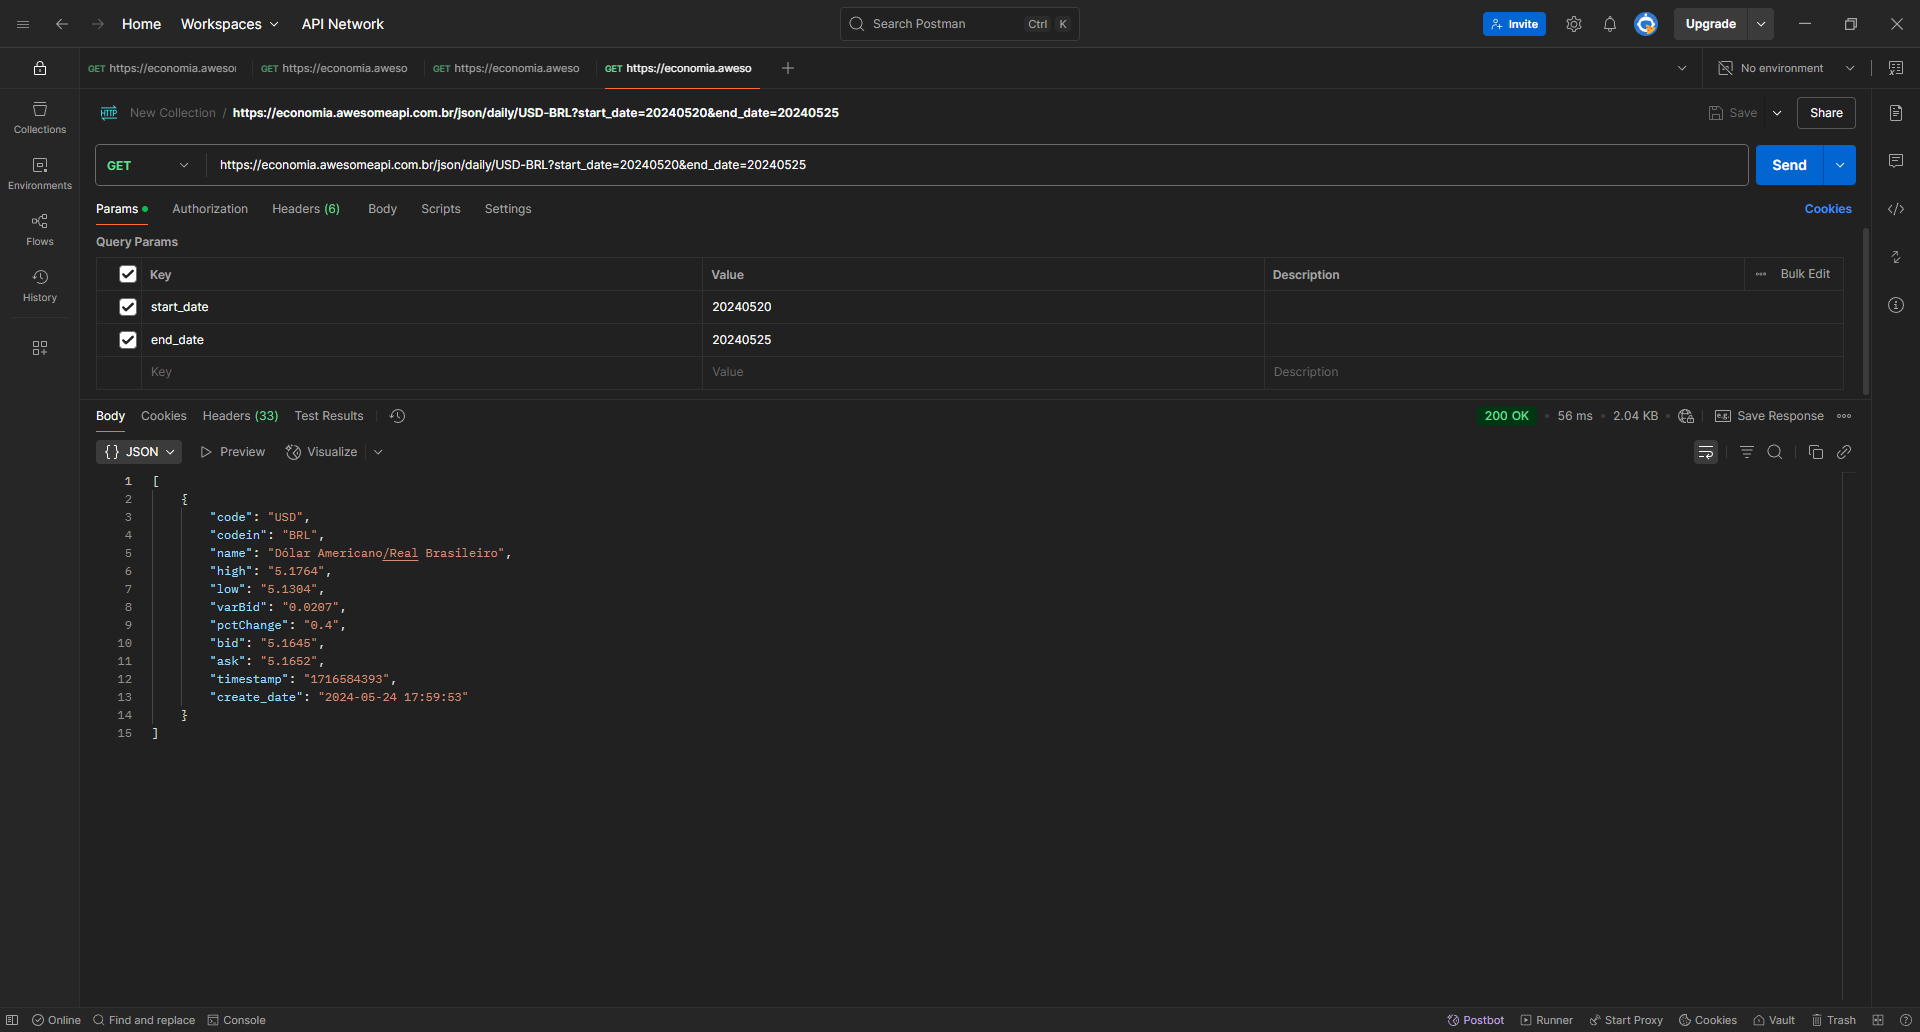 Home Workspaces API Network Search Postman Ctrl K Invite Upgrade
GET https://economia.aweso GET https://economia.aweso GET https://economia.aweso GET https://economia.aweso No environment
HTTP New Collection / https://economia.awesomeapi.com.br/json/daily/USD-BRL?start_date=20240520&end_date=20240525 Save Share
GET https://economia.awesomeapi.com.br/json/daily/USD-BRL?start_date=20240520&end_date=20240525 Send
Collections
Environments
Flows
History
Params Authorization Headers (6) Body Scripts Settings Cookies
Query Params
Key Value Description Bulk Edit
start_date 20240520
end_date 20240525
Key Value Description
Body Cookies Headers (33) Test Results 200 OK 56 ms 2.04 KB e.g. Save Response
{} JSON Preview Visualize
1 [
2 {
3 "code": "USD",
4 "codein": "BRL",
5 "name": "Dólar Americano/Real Brasileiro",
6 "high": "5.1764",
7 "low": "5.1304",
8 "varBid": "0.0207",
9 "pctChange": "0.4",
10 "bid": "5.1645",
11 "ask": "5.1652",
12 "timestamp": "1716584393",
13 "create_date": "2024-05-24 17:59:53"
14 }
15 ]
Online Find and replace Console Postbot Runner Start Proxy Cookies Vault Trash